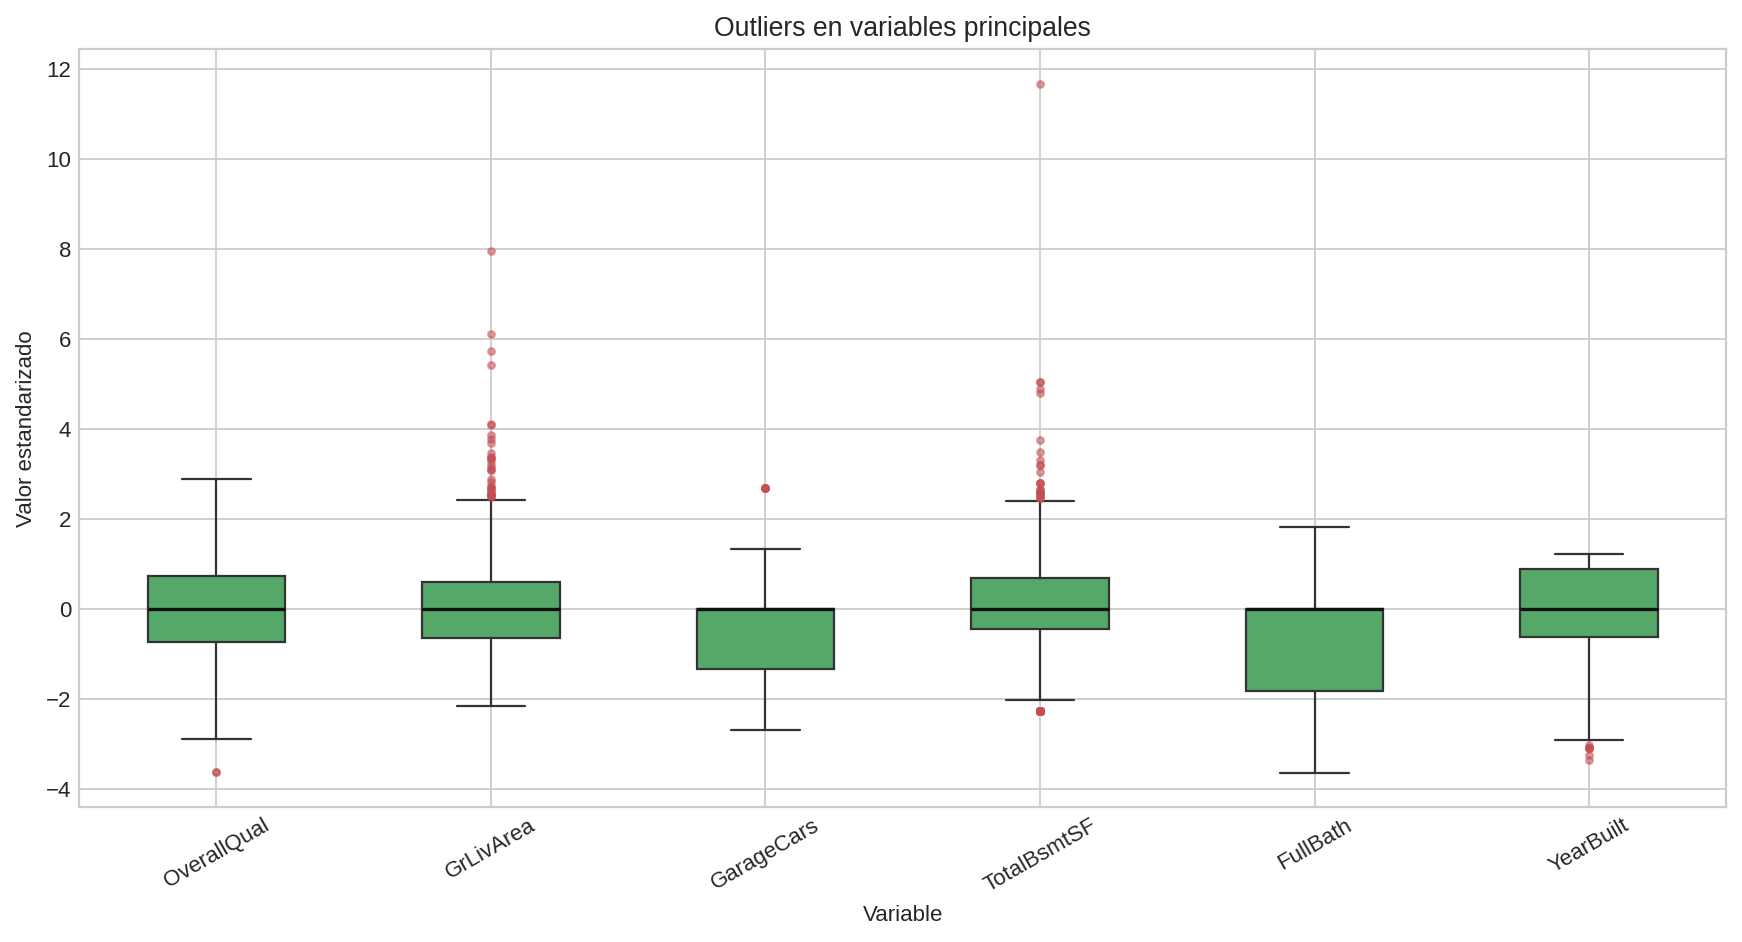 Outliers en variables principales
Valor estandarizado
12
10
8
6
4
2
0
−2
−4
OverallQual
GrLivArea
GarageCars
TotalBsmtSF
FullBath
YearBuilt
Variable